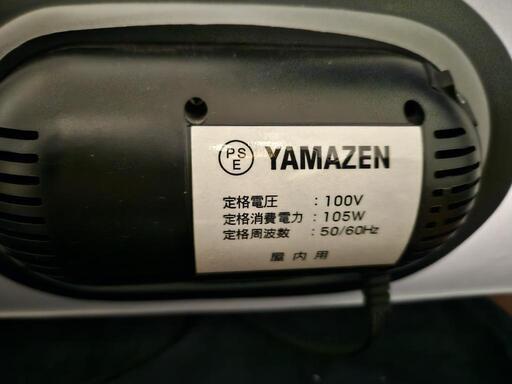 PSE YAMAZEN
定格電圧 : 100V
定格消費電力 : 105W
定格周波数 : 50/60Hz
屋内用